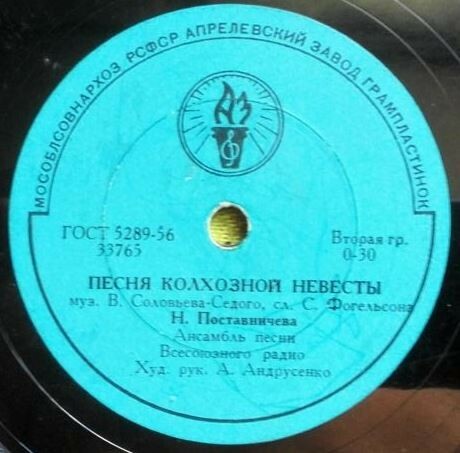 МОСОБЛСОВНАРХОЗ РСФСР АПРЕЛЕВСКИЙ ЗАВОД ГРАМПЛАСТИНОК
АЗ
ГОСТ 5289-56
33765
Вторая гр.
0-30
ПЕСНЯ КОЛХОЗНОЙ НЕВЕСТЫ
муз. В. Соловьева-Седого, сл. С. Фогельсона
Н. Поставничева
Ансамбль песни
Всесоюзного радио
Худ. рук. А. Андрусенко